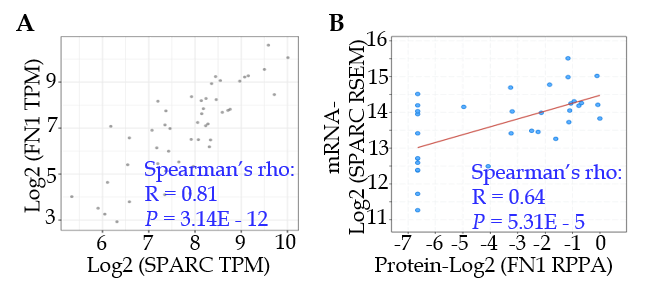 A
Log2 (FN1 TPM)
9
7
5
3
Spearman's rho:
R = 0.81
P = 3.14E - 12
6
7
8
9
10
Log2 (SPARC TPM)
B
mRNA-
Log2 (SPARC RSEM)
16
15
14
13
12
11
Spearman's rho:
R = 0.64
P = 5.31E - 5
-7
-6
-5
-4
-3
-2
-1
0
Protein-Log2 (FN1 RPPA)